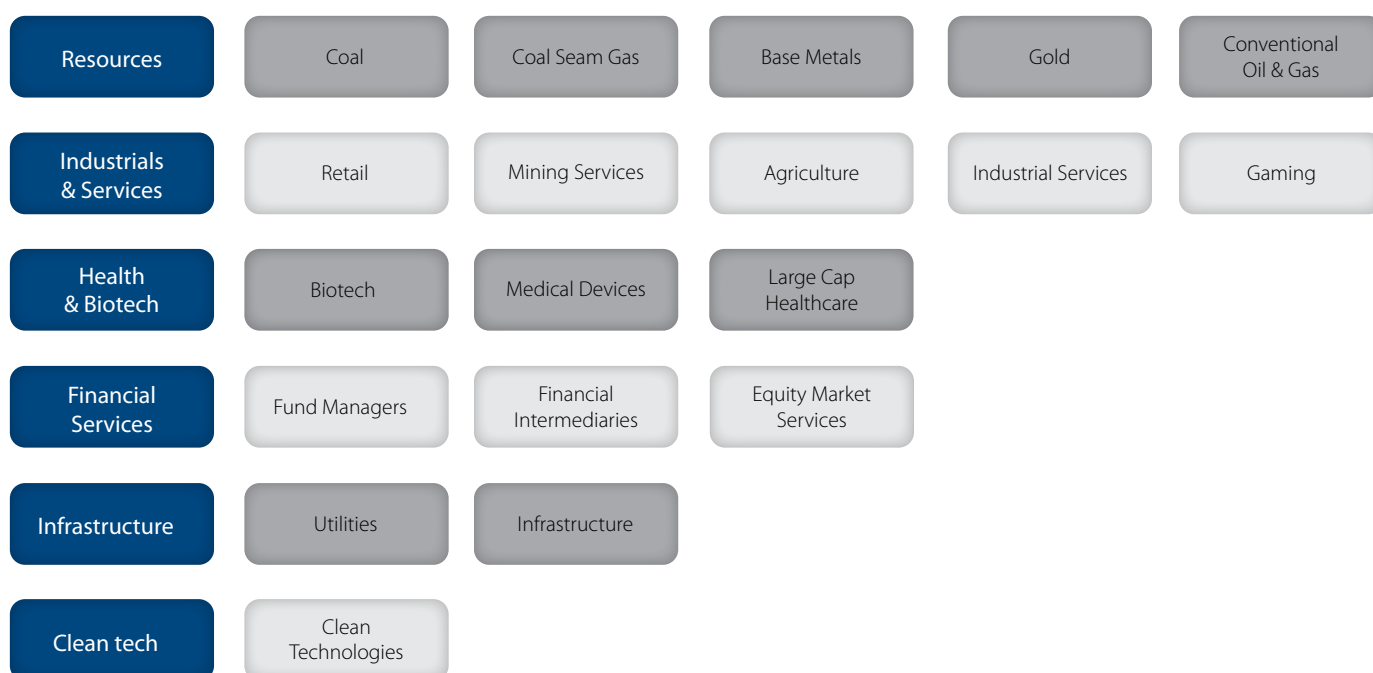 Resources
Coal
Coal Seam Gas
Base Metals
Gold
Conventional
Oil & Gas
Industrials
& Services
Retail
Mining Services
Agriculture
Industrial Services
Gaming
Health
& Biotech
Biotech
Medical Devices
Large Cap
Healthcare
Financial
Services
Fund Managers
Financial
Intermediaries
Equity Market
Services
Infrastructure
Utilities
Infrastructure
Clean tech
Clean
Technologies